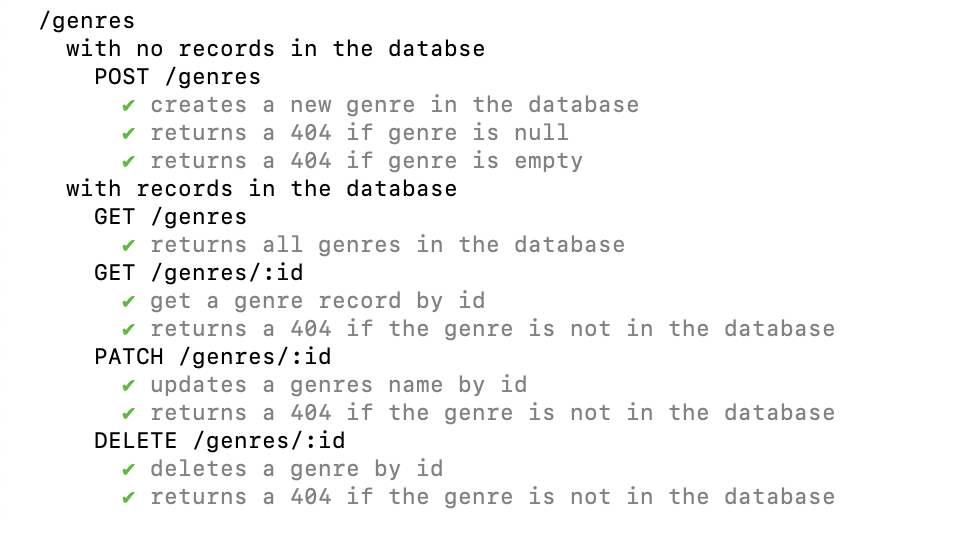 /genres
with no records in the databse
POST /genres
✔ creates a new genre in the database
✔ returns a 404 if genre is null
✔ returns a 404 if genre is empty
with records in the database
GET /genres
✔ returns all genres in the database
GET /genres/:id
✔ get a genre record by id
✔ returns a 404 if the genre is not in the database
PATCH /genres/:id
✔ updates a genres name by id
✔ returns a 404 if the genre is not in the database
DELETE /genres/:id
✔ deletes a genre by id
✔ returns a 404 if the genre is not in the database